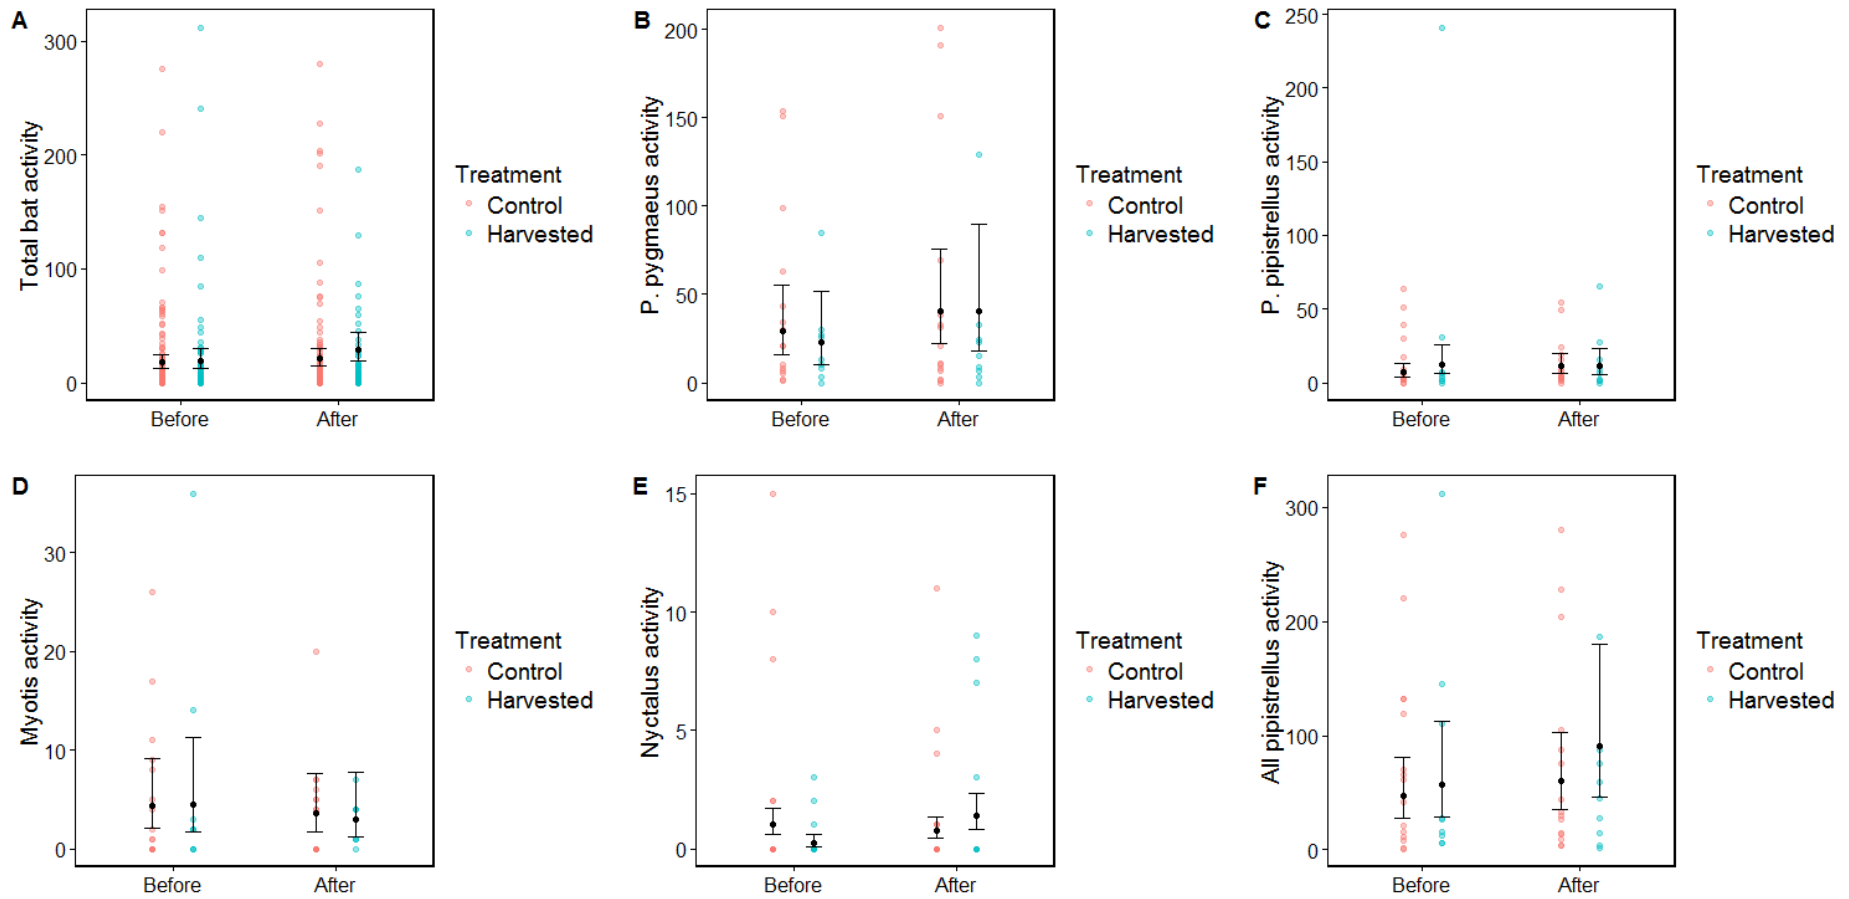 A
Total bat activity
300
200
100
0
Before
After
Treatment
Control
Harvested
B
P. pygmaeus activity
200
150
100
50
0
Before
After
Treatment
Control
Harvested
C
P. pipistrellus activity
250
200
150
100
50
0
Before
After
Treatment
Control
Harvested
D
Myotis activity
30
20
10
0
Before
After
Treatment
Control
Harvested
E
Nyctalus activity
15
10
5
0
Before
After
Treatment
Control
Harvested
F
All pipistrellus activity
300
200
100
0
Before
After
Treatment
Control
Harvested